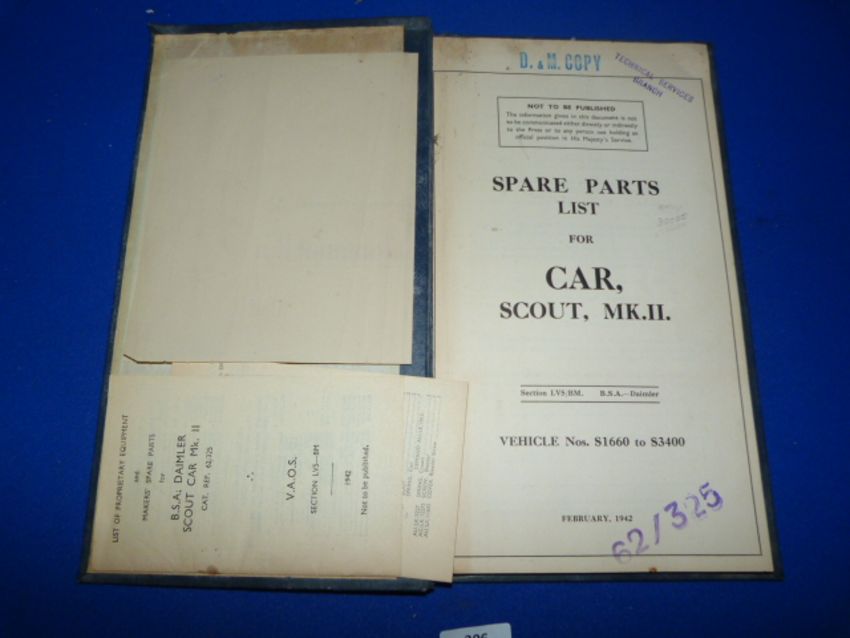 D. & M. COPY
TECHNICAL SERVICES
BRANCH
NOT TO BE PUBLISHED
The information given in this document is not
to be communicated either directly or indirectly
to the Press or to any person not holding an
official position in His Majesty's Service.
SPARE PARTS
LIST
FOR
CAR,
SCOUT, MK.II.
Section LV5/BM. B.S.A.—Daimler
VEHICLE Nos. S1660 to S3400
FEBRUARY, 1942
62/325
LIST OF PROPRIETARY EQUIPMENT
and
MAKERS' SPARE PARTS
for
B.S.A. DAIMLER
SCOUT CAR Mk. II
CAT. REF. 62/325
V.A.O.S.
SECTION LV5—BM
1942
Not to be published.